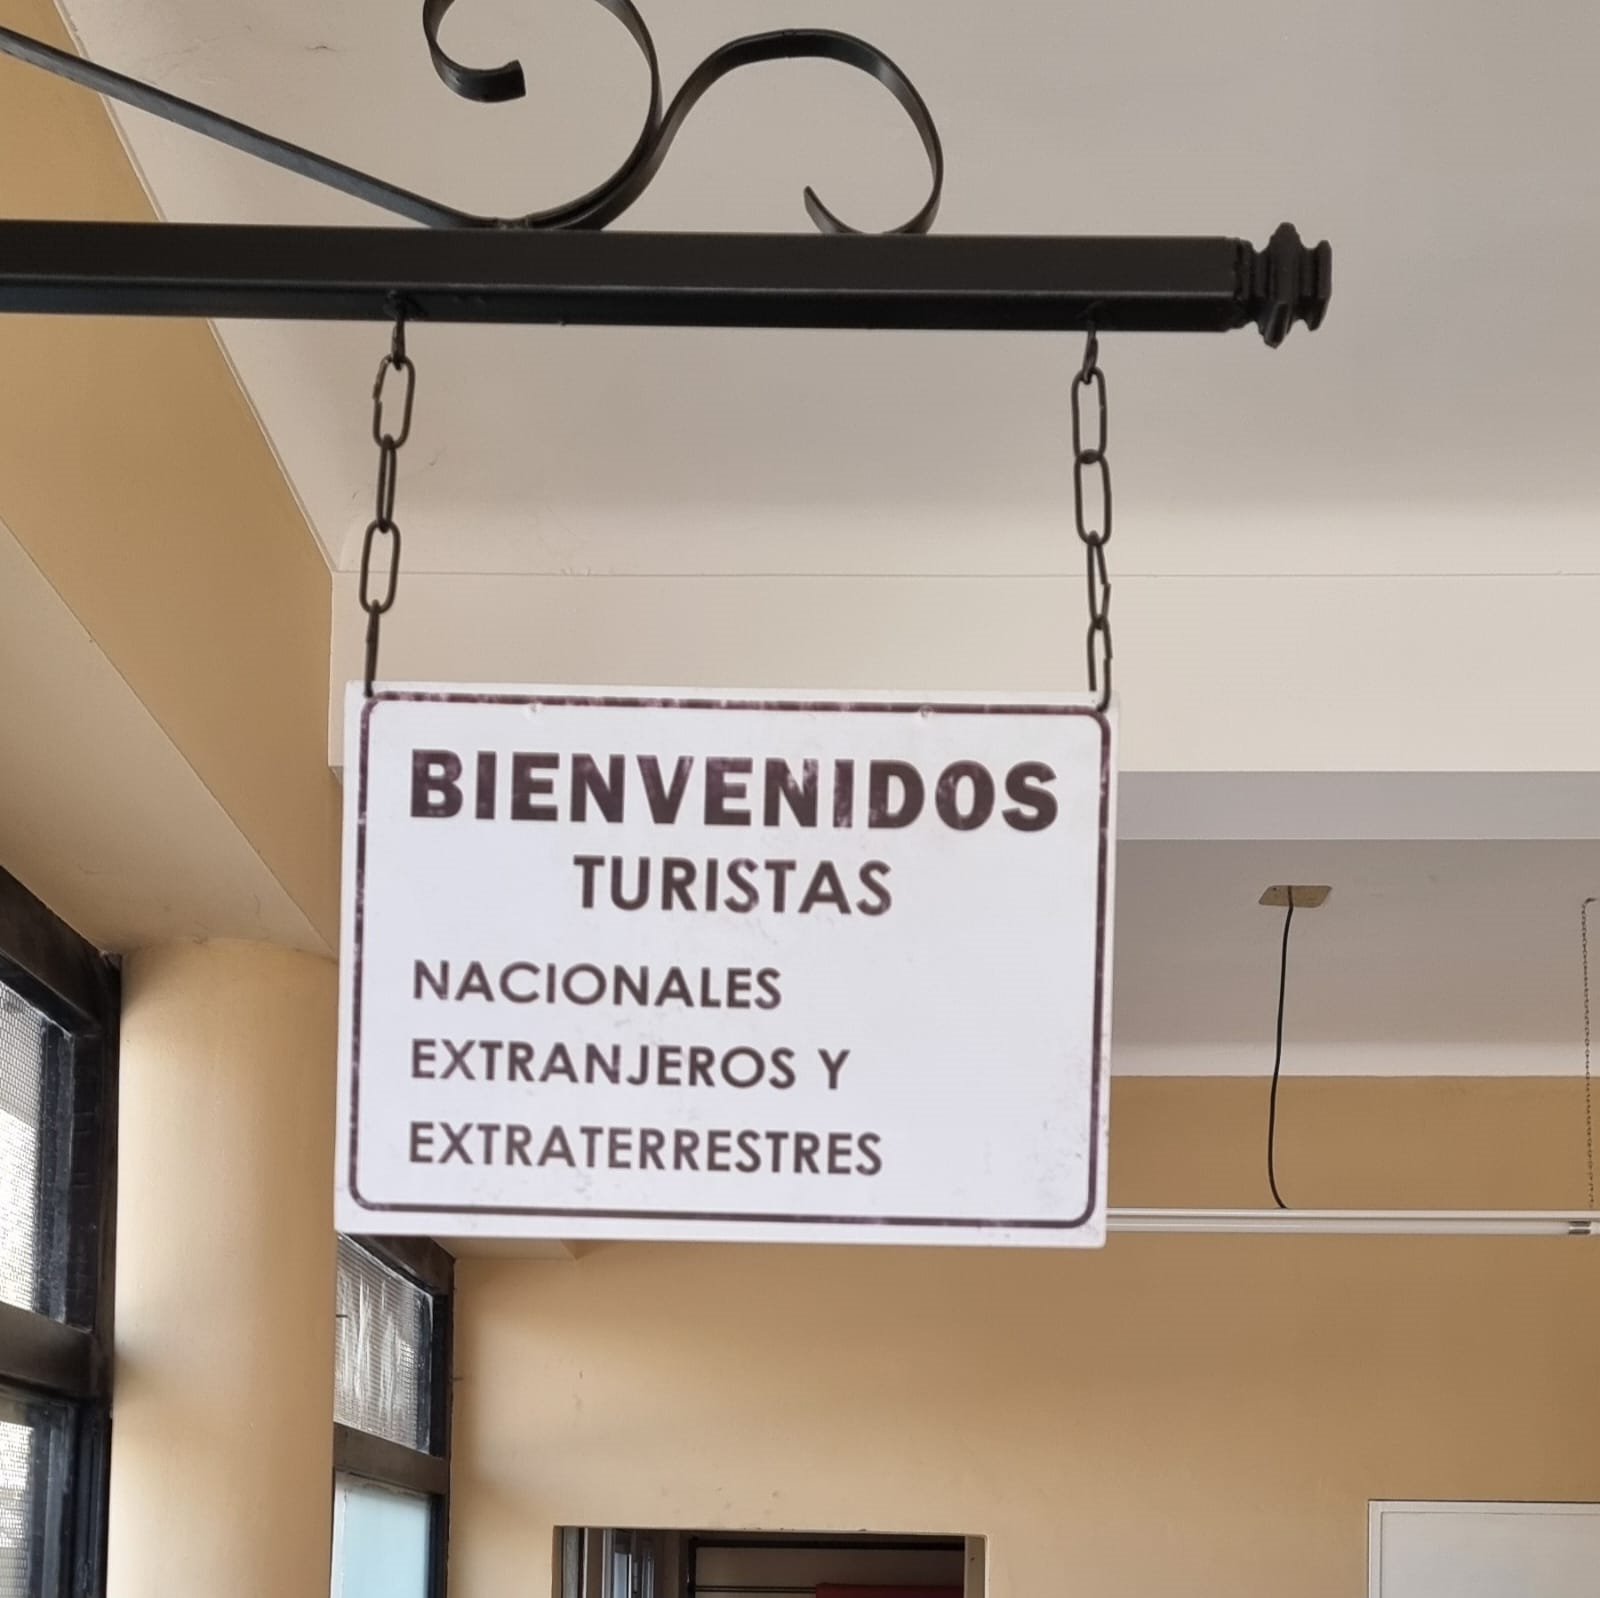 BIENVENIDOS
TURISTAS
NACIONALES
EXTRANJEROS Y
EXTRATERRESTRES